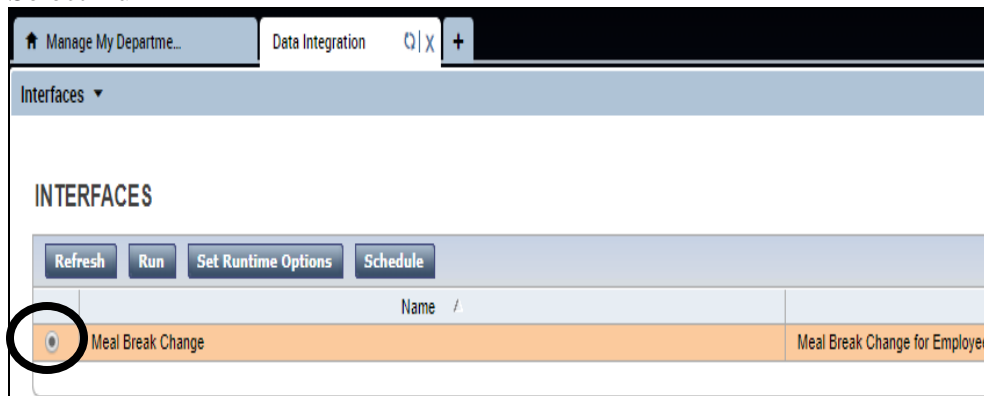 Manage My Departme... Data Integration X +
Interfaces
INTERFACES
Refresh Run Set Runtime Options Schedule
Name
Meal Break Change Meal Break Change for Employee